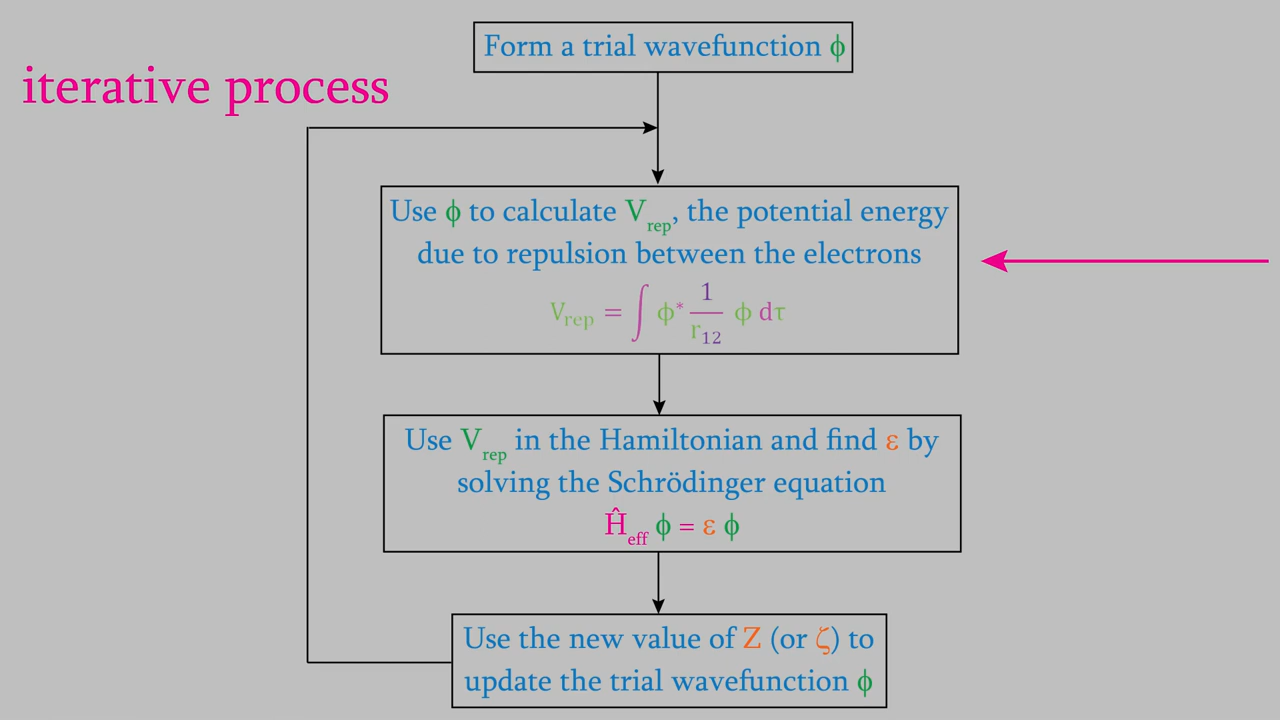 Form a trial wavefunction ϕ
iterative process
Use ϕ to calculate V_rep, the potential energy
due to repulsion between the electrons
V_rep = ∫ ϕ* 1/r_12 ϕ dτ
Use V_rep in the Hamiltonian and find ε by
solving the Schrödinger equation
Ĥ_eff ϕ = ε ϕ
Use the new value of Z (or ζ) to
update the trial wavefunction ϕ